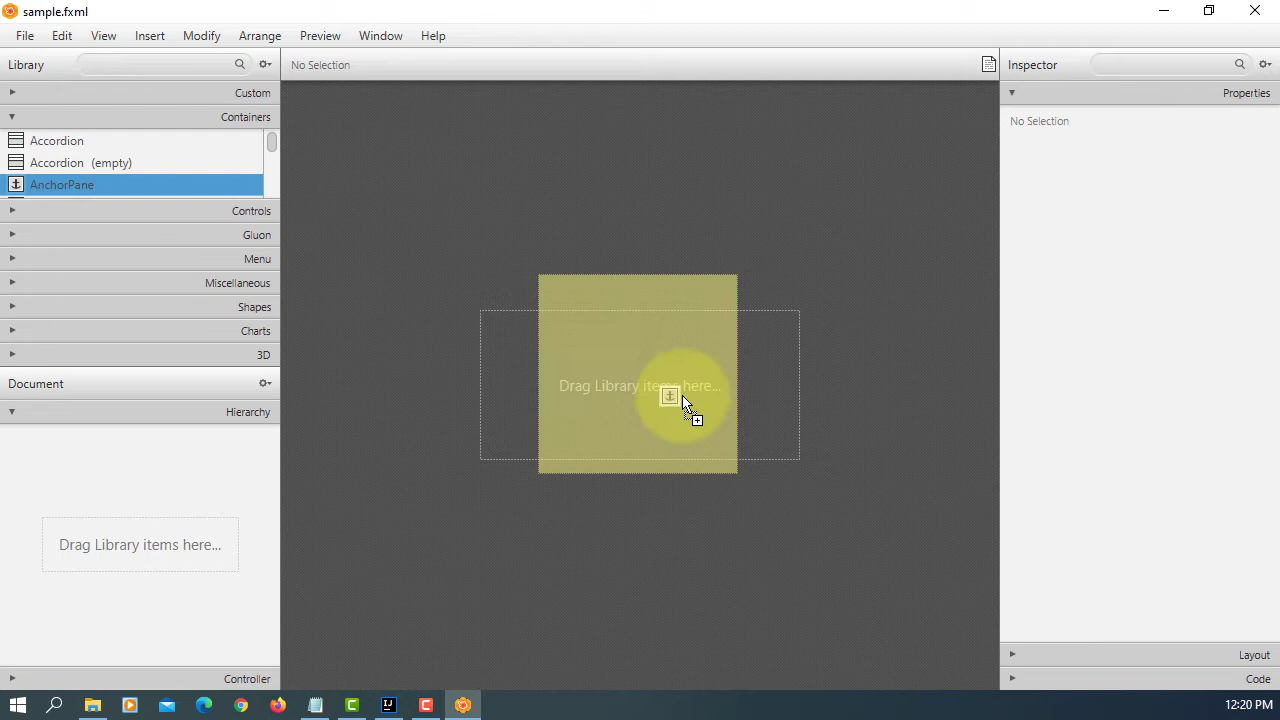 sample.fxml
File Edit View Insert Modify Arrange Preview Window Help
Library
No Selection
Inspector
Custom
Properties
Containers
No Selection
Accordion
Accordion (empty)
AnchorPane
Controls
Gluon
Menu
Miscellaneous
Shapes
Charts
3D
Drag Library items here...
Document
Hierarchy
Drag Library items here...
Layout
Controller
Code
12:20 PM